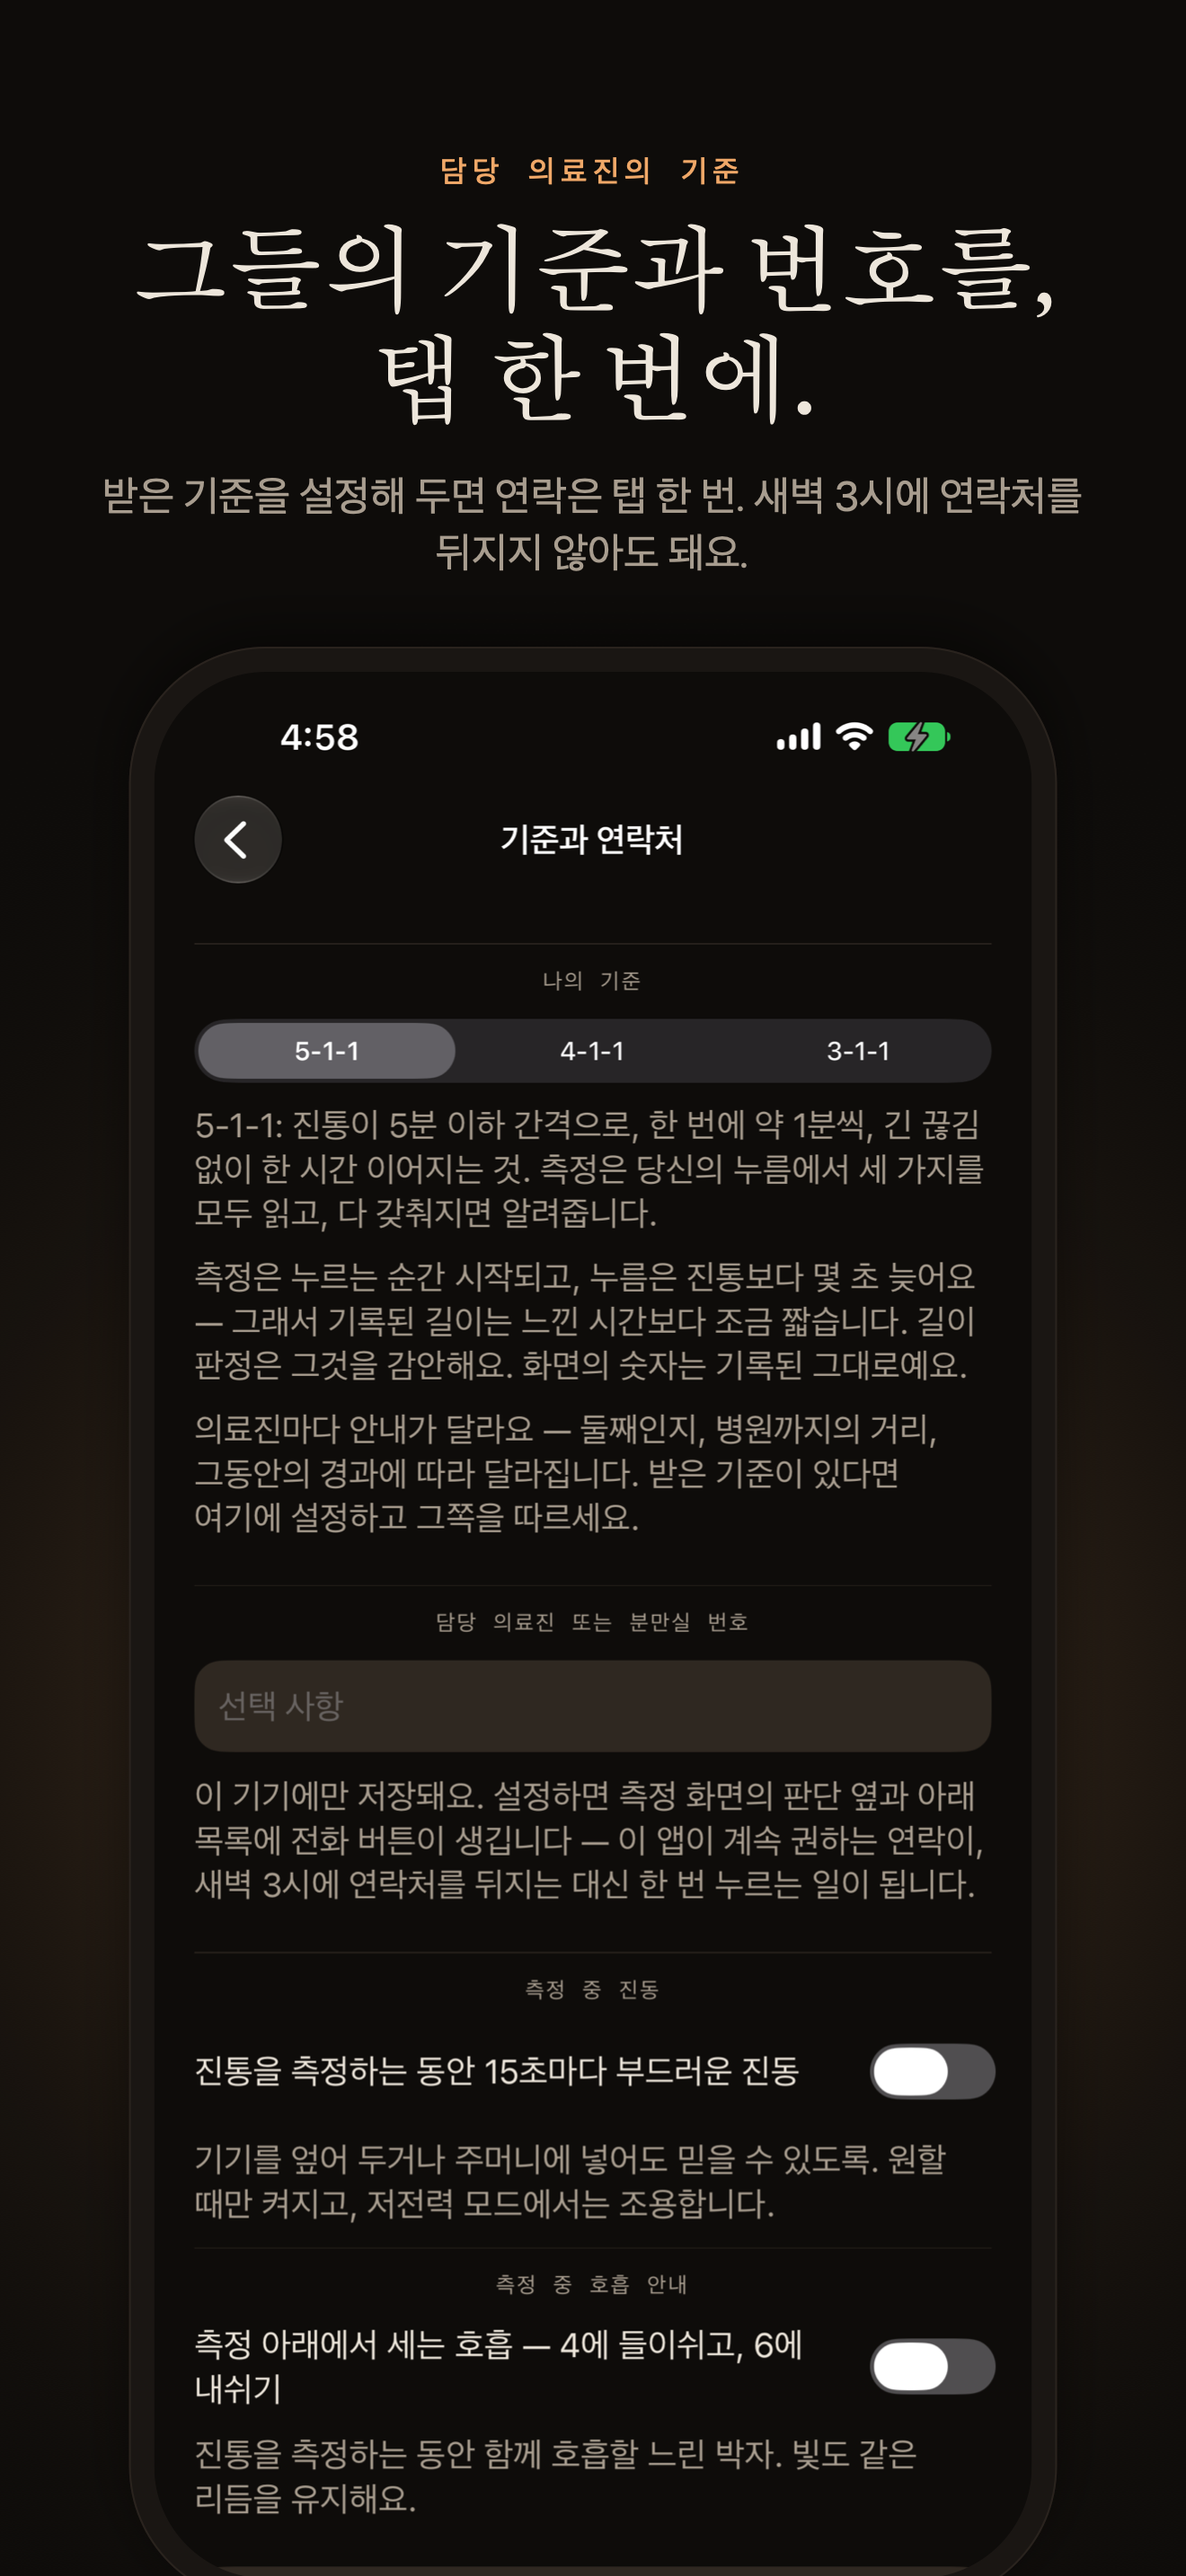 담당 의료진의 기준
그들의 기준과 번호를,
탭 한 번에.
받은 기준을 설정해 두면 연락은 탭 한 번. 새벽 3시에 연락처를
뒤지지 않아도 돼요.
4:58
기준과 연락처
나의 기준
5-1-1 4-1-1 3-1-1
5-1-1: 진통이 5분 이하 간격으로, 한 번에 약 1분씩, 긴 끊김
없이 한 시간 이어지는 것. 측정은 당신의 누름에서 세 가지를
모두 읽고, 다 갖춰지면 알려줍니다.
측정은 누르는 순간 시작되고, 누름은 진통보다 몇 초 늦어요
— 그래서 기록된 길이는 느낀 시간보다 조금 짧습니다. 길이
판정은 그것을 감안해요. 화면의 숫자는 기록된 그대로예요.
의료진마다 안내가 달라요 — 둘째인지, 병원까지의 거리,
그동안의 경과에 따라 달라집니다. 받은 기준이 있다면
여기에 설정하고 그쪽을 따르세요.
담당 의료진 또는 분만실 번호
선택 사항
이 기기에만 저장돼요. 설정하면 측정 화면의 판단 옆과 아래
목록에 전화 버튼이 생깁니다 — 이 앱이 계속 권하는 연락이,
새벽 3시에 연락처를 뒤지는 대신 한 번 누르는 일이 됩니다.
측정 중 진동
진통을 측정하는 동안 15초마다 부드러운 진동
기기를 엎어 두거나 주머니에 넣어도 믿을 수 있도록. 원할
때만 켜지고, 저전력 모드에서는 조용합니다.
측정 중 호흡 안내
측정 아래에서 세는 호흡 — 4에 들이쉬고, 6에
내쉬기
진통을 측정하는 동안 함께 호흡할 느린 박자. 빛도 같은
리듬을 유지해요.